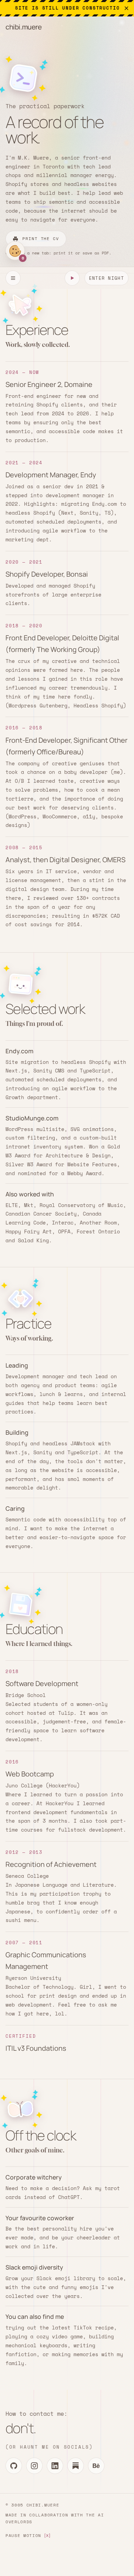 SITE IS STILL UNDER CONSTRUCTION ×
chibi.muere
The practical paperwork
A record of the
work.
I'm M.K. Muere, a senior front-end
engineer in Toronto with tech job
chops and millennial manager energy.
Shopify stores and headless websites
are what I build best. I help lead web
teams to ship semantic and accessible
code, because the internet should be
easy to navigate for everyone.
PRINT THE CV
new tab: print it or save as PDF.
ENTER NIGHT
Experience
Work, slowly collected.
2024 — NOW
Senior Engineer 2, Domaine
Front-end engineer for new and
retaining Shopify clients, and their
tech lead from 2024 to 2026. I help
teams by ensuring only the best
semantic, and accessible code makes it
to production.
2021 — 2024
Development Manager, Endy
Joined as a senior dev in 2021 &
stepped into development manager in
2022. Highlights: migrating Endy.com to
headless Shopify (Next, Sanity, TS),
automated scheduled deployments, and
introducing agile workflow to the
marketing dept.
2020 — 2021
Shopify Developer, Bonsai
Developed and managed Shopify
storefronts of large enterprise
clients.
2018 — 2020
Front End Developer, Deloitte Digital
(formerly The Working Group)
The crux of my creative and technical
opinions were formed here. The people
and lessons I gained in this role have
influenced my career tremendously. I
think of my time here fondly.
(Wordpress, Gutenberg, Headless Shopify)
2016 — 2018
Front-End Developer, Significant Other
(formerly Office/Bureau)
The company of creative geniuses that
took a chance on a baby developer (me).
At O/B I learned taste, creative ways
to solve problems, how to cook a mean
tartiererre, and the importance of doing
our best work for deserving clients.
(WordPress, WooCommerce, a11y, bespoke
designs)
2008 — 2015
Analyst, then Digital Designer, OMERS
Six years in IT service, vendor and
license management, then a stint in the
digital design team. During my time
there, I reviewed over 130+ contracts
in the span of a year for any
discrepancies; resulting in +$72K CAD
of cost savings for 2014.
Selected work
Things I'm proud of.
Endy.com
Site migration to headless Shopify with
Next.js, Sanity CMS and TypeScript,
automated scheduled deployments, and
introducing an agile workflow to the
Growth department.
StudioMunge.com
WordPress multisite, SVG animations,
custom filtering, and a custom-built
intranet inventory system. Won a Gold
W3 Award for Architecture & Design,
Silver W3 Award for Website Features,
and nominated for a Webby Award.
Also worked with
ELTE, Mkt, Royal Conservatory of Music,
Canadian Cancer Society, Canada
Learning Code, Interac, Another Room,
Happy Fairy Art, OPFA, Forest Ontario
and Salad King.
Practice
Ways of working.
Leading
Development manager and tech lead on
both agency and product teams: agile
workflows, lunch & learns, and internal
guides that help teams learn best
practices.
Building
Shopify and headless JAMstack with
Next.js, Sanity and TypeScript. At the
end of the day, the tools don't matter,
as long as the website is accessible,
performant, and has smol moments of
memorable delight.
Caring
Semantic code with accessibility top of
mind. I want to make the internet a
better and easier-to-navigate space for
everyone.
Education
Where I learned things.
2018
Software Development
Bridge School
Selected students of a women-only
cohort hosted at Tulip. It was an
accessible, judgement-free, and female-
friendly space to learn software
development.
2016
Web Bootcamp
Juno College (HackerYou)
Where I learned to turn a passion into
a career. At HackerYou I learned
frontend development fundamentals in
the span of 3 months. I also took part-
time courses for fullstack development.
2012 — 2013
Recognition of Achievement
Seneca College
In Japanese Language and Literature.
This is my participation trophy to
humble brag that I know enough
Japanese, to confidently order off a
sushi menu.
2007 — 2011
Graphic Communications
Management
Ryerson University
Bachelor of Technology. Girl, I went to
school for print design and ended up in
web development. Feel free to ask me
how I got here, lol.
CERTIFIED
ITIL v3 Foundations
Off the clock
Other goals of mine.
Corporate witchery
Need to make a decision? Ask my tarot
cards instead of ChatGPT.
Your favourite coworker
Be the best personality hire you've
ever made, and be your cheerleader at
work and in life.
Slack emoji diversity
Grow your Slack emoji library to scale,
with the cute and funny emojis I've
collected over the years.
You can also find me
trying out the latest TikTok recipe,
playing a cozy video game, building
mechanical keyboards, writing
fanfiction, or making memories with my
family.
How to contact me:
don't.
(OR HAUNT ME ON SOCIALS)
Bē
© 2026 CHIBI.MUERE
MADE IN COLLABORATION WITH THE AI
OVERLORDS
PAUSE MOTION